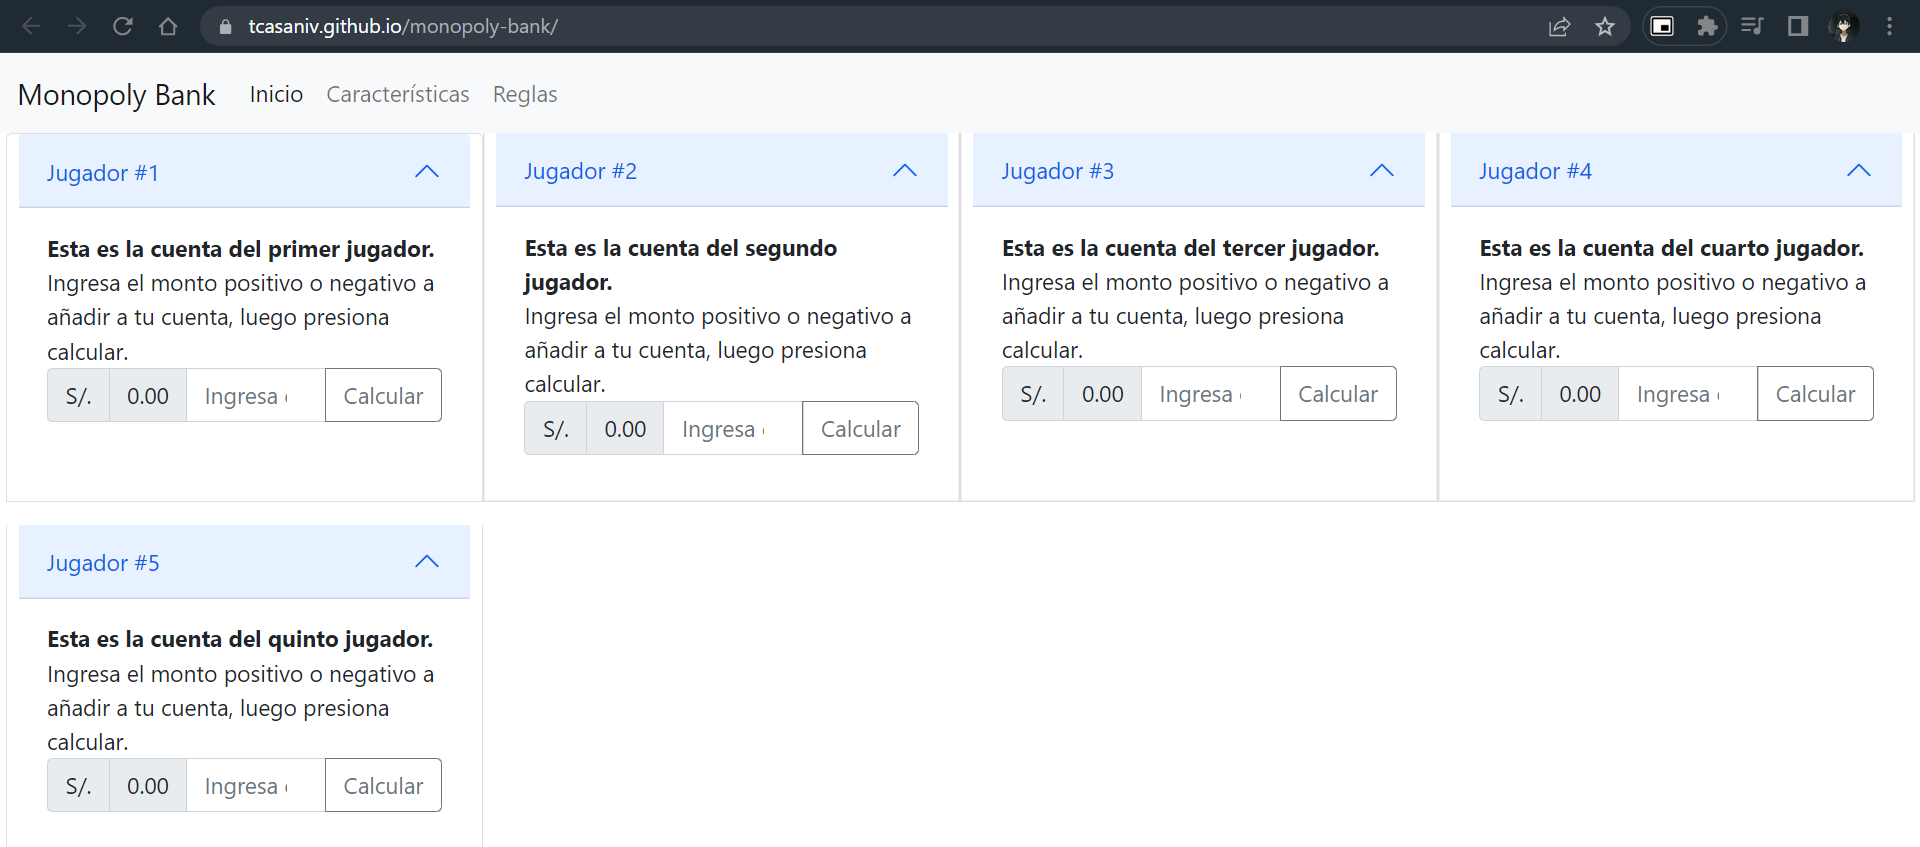 tcasaniv.github.io/monopoly-bank/
Monopoly Bank Inicio Características Reglas
Jugador #1
Esta es la cuenta del primer jugador.
Ingresa el monto positivo o negativo a
añadir a tu cuenta, luego presiona
calcular.
S/. 0.00 Ingresa Calcular
Jugador #2
Esta es la cuenta del segundo
jugador.
Ingresa el monto positivo o negativo a
añadir a tu cuenta, luego presiona
calcular.
S/. 0.00 Ingresa Calcular
Jugador #3
Esta es la cuenta del tercer jugador.
Ingresa el monto positivo o negativo a
añadir a tu cuenta, luego presiona
calcular.
S/. 0.00 Ingresa Calcular
Jugador #4
Esta es la cuenta del cuarto jugador.
Ingresa el monto positivo o negativo a
añadir a tu cuenta, luego presiona
calcular.
S/. 0.00 Ingresa Calcular
Jugador #5
Esta es la cuenta del quinto jugador.
Ingresa el monto positivo o negativo a
añadir a tu cuenta, luego presiona
calcular.
S/. 0.00 Ingresa Calcular